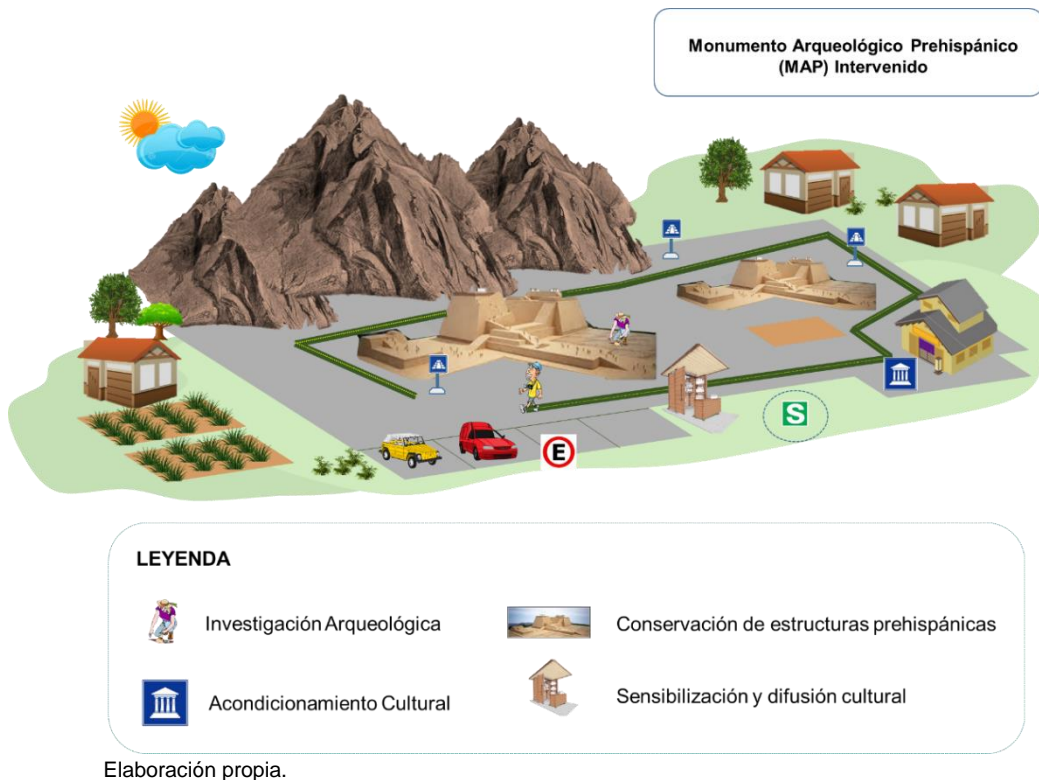 Monumento Arqueológico Prehispánico
(MAP) Intervenido
E
S
LEYENDA
Investigación Arqueológica
Conservación de estructuras prehispánicas
Acondicionamiento Cultural
Sensibilización y difusión cultural
Elaboración propia.